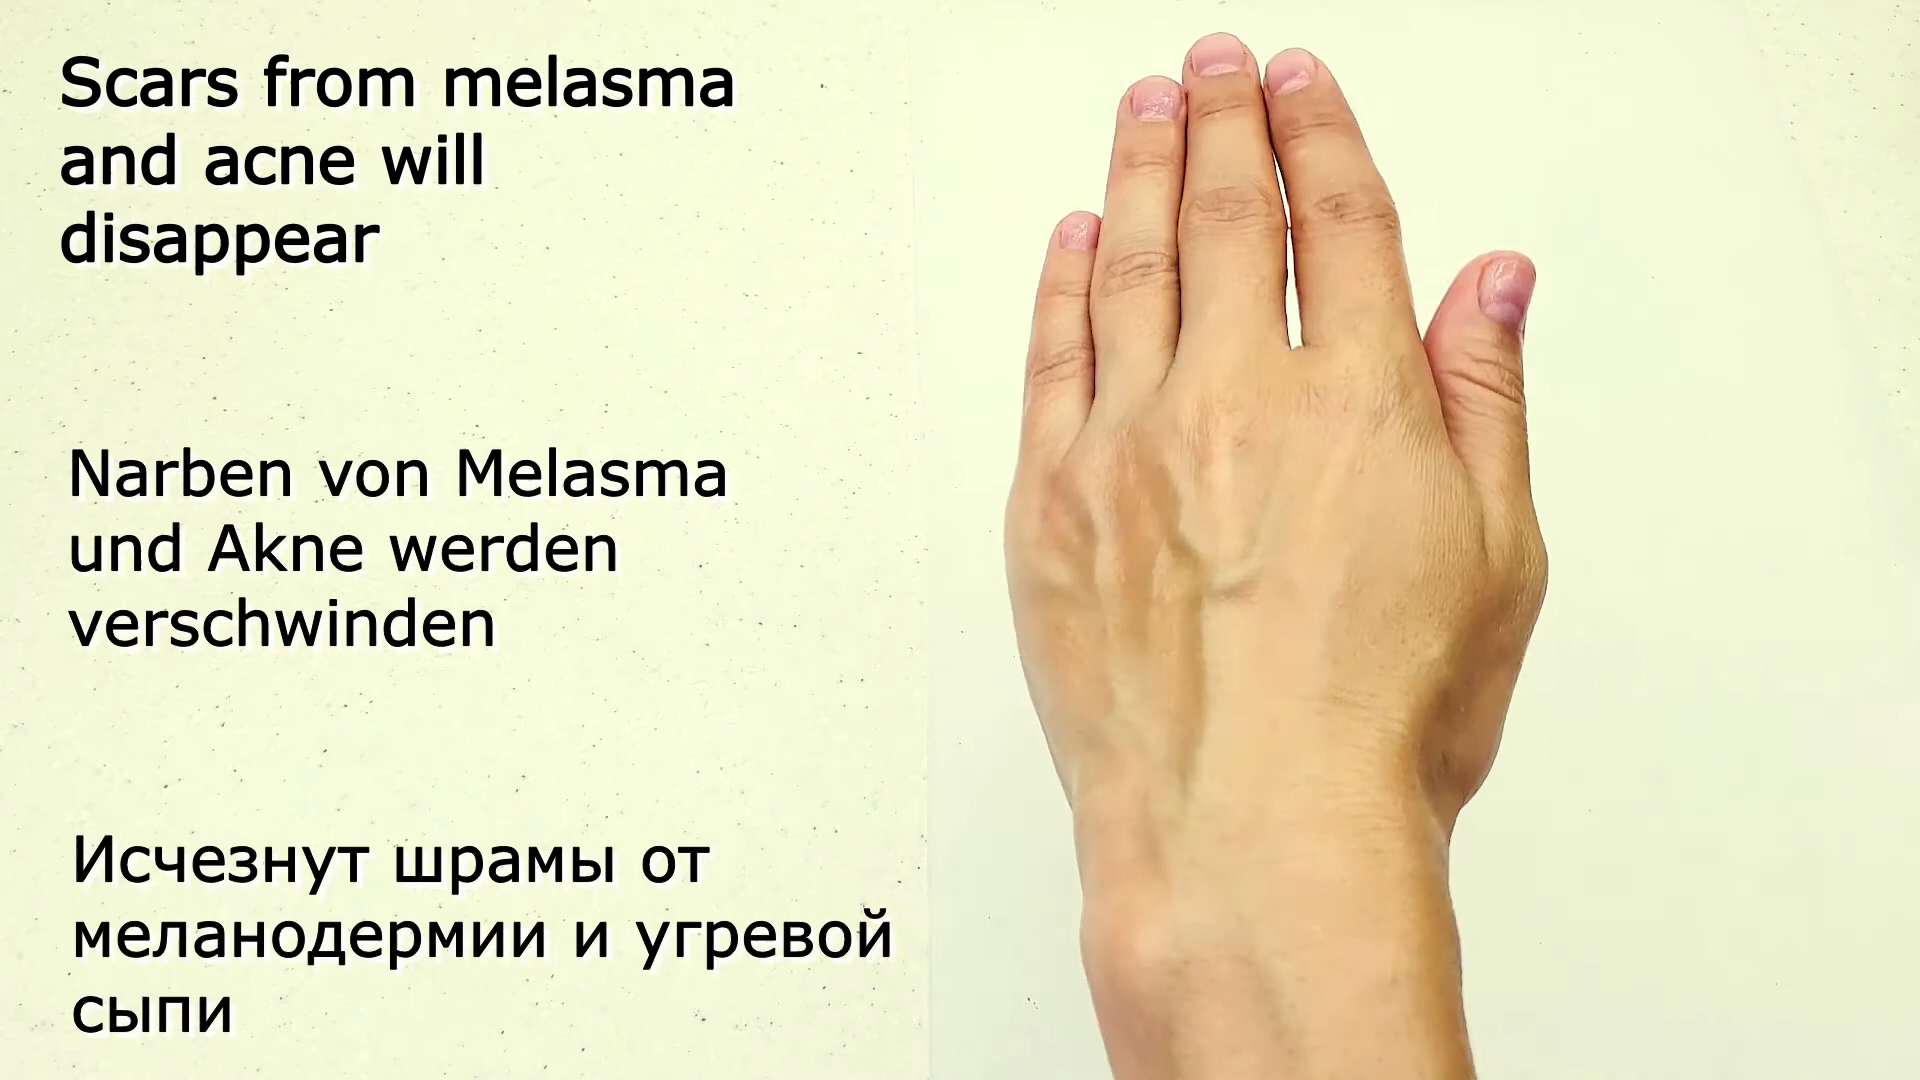 Scars from melasma
and acne will
disappear
Narben von Melasma
und Akne werden
verschwinden
Исчезнут шрамы от
меланодермии и угревой
сыпи